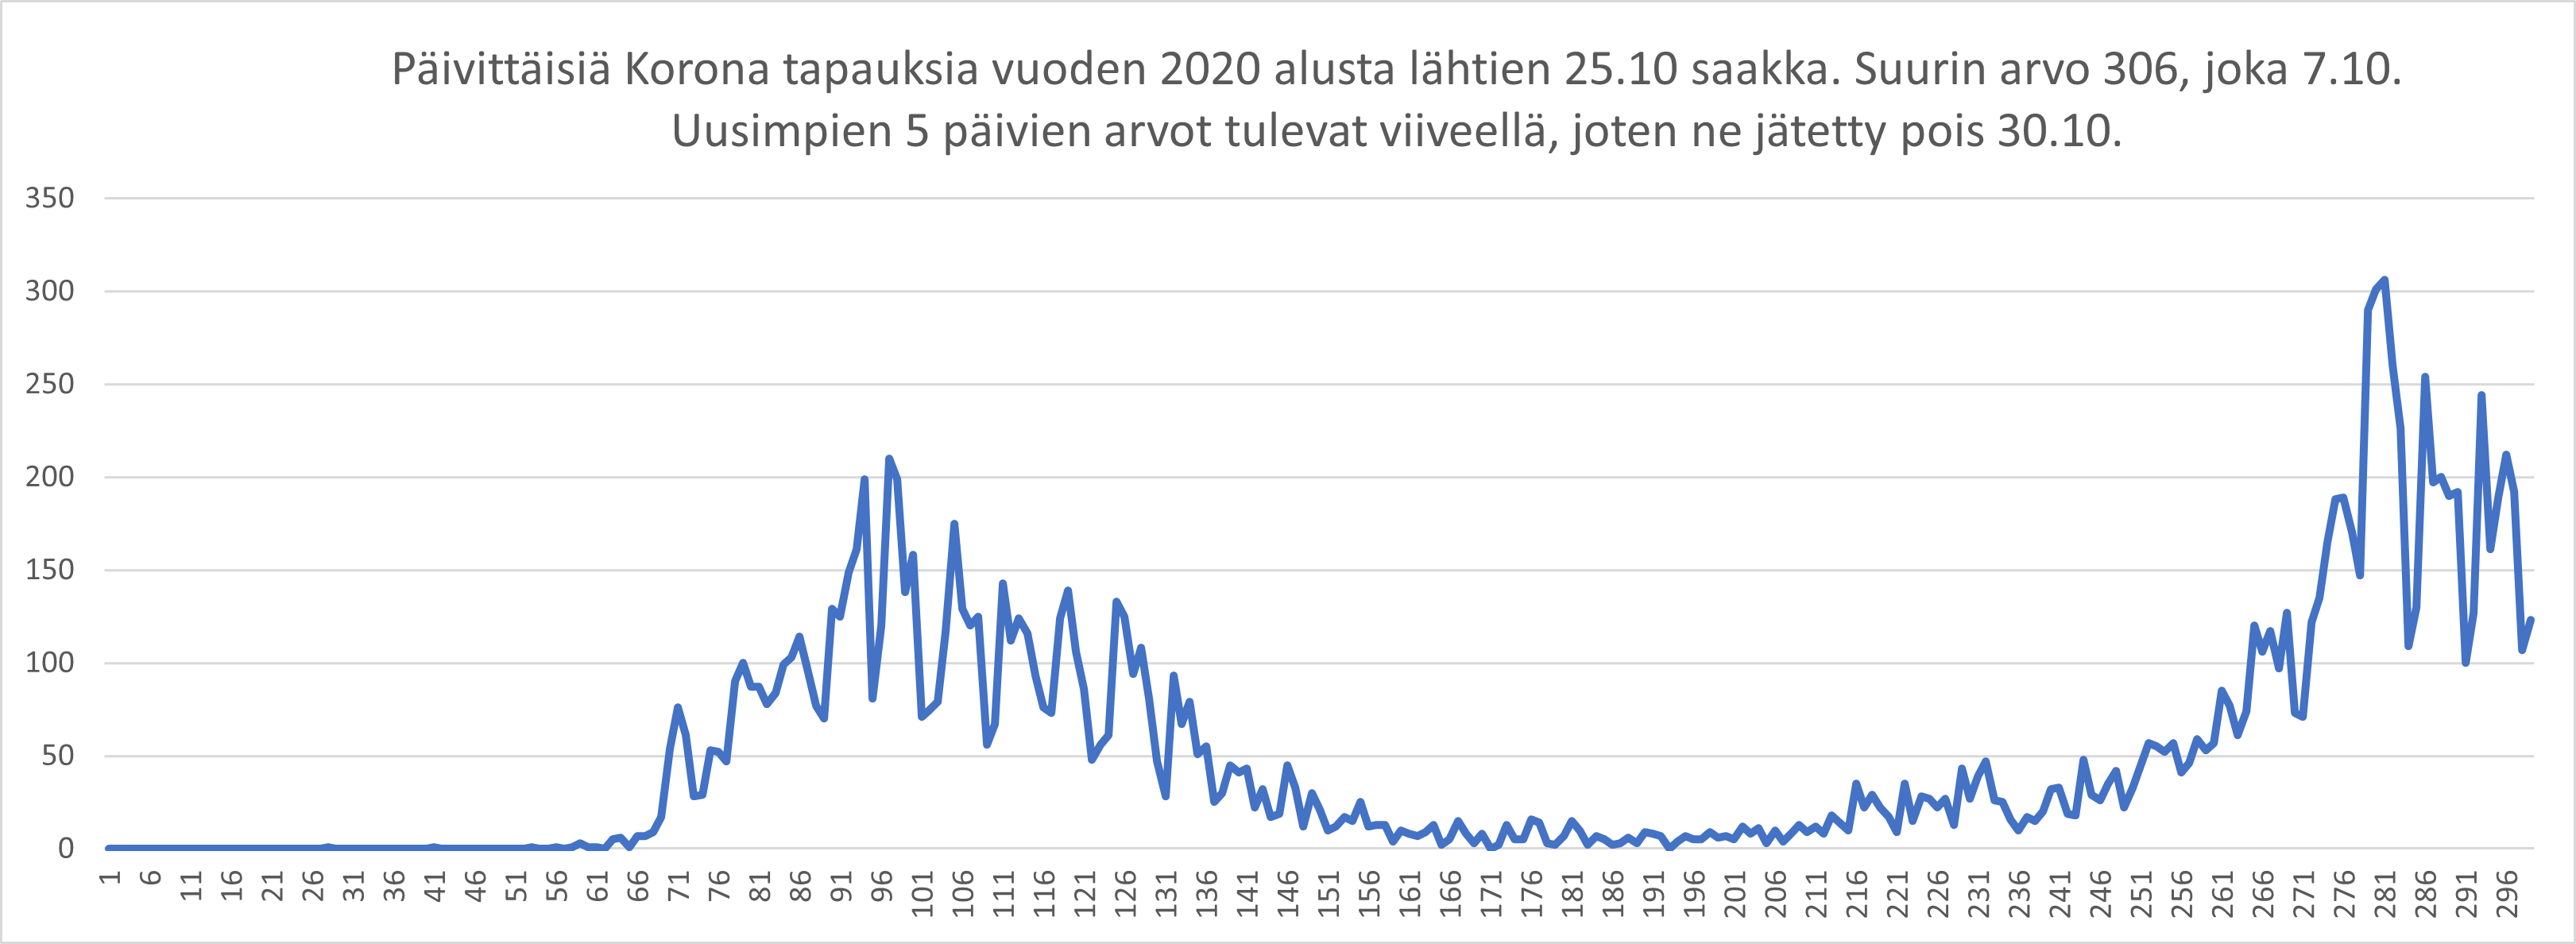 Päivittäisiä Korona tapauksia vuoden 2020 alusta lähtien 25.10 saakka. Suurin arvo 306, joka 7.10.
Uusimpien 5 päivien arvot tulevat viiveellä, joten ne jätetty pois 30.10.
350
300
250
200
150
100
50
0
1 6 11 16 21 26 31 36 41 46 51 56 61 66 71 76 81 86 91 96 101 106 111 116 121 126 131 136 141 146 151 156 161 166 171 176 181 186 191 196 201 206 211 216 221 226 231 236 241 246 251 256 261 266 271 276 281 286 291 296